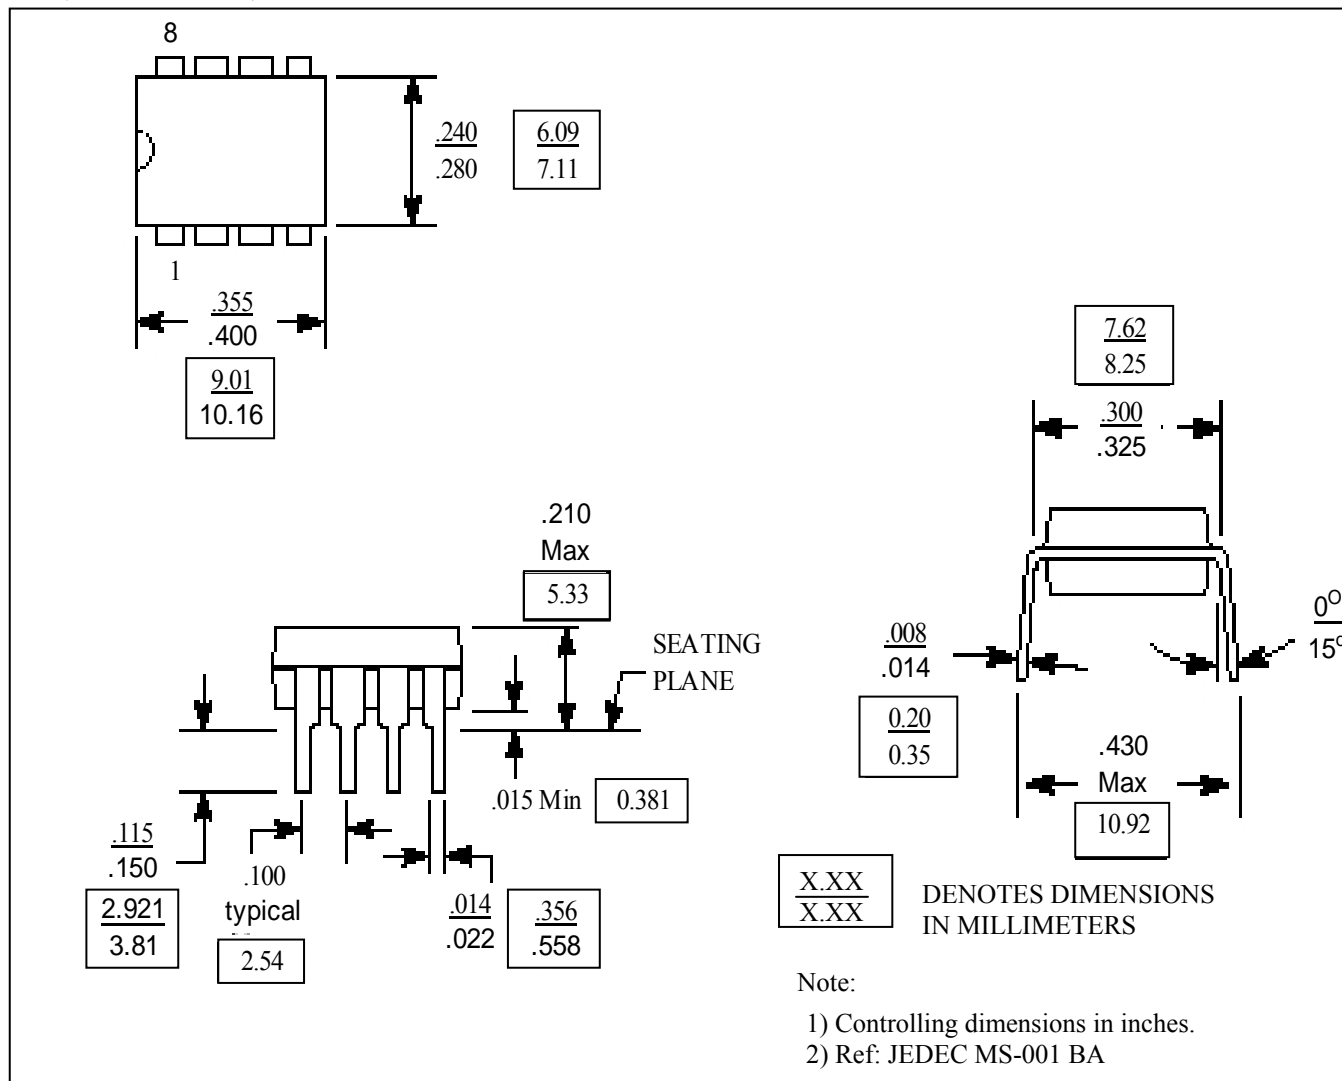 8
.240
.280
6.09
7.11
1
.355
.400
9.01
10.16
7.62
8.25
.300
.325
.210
Max
5.33
SEATING
PLANE
.008
.014
0.20
0.35
0°
15°
.430
Max
10.92
.015 Min
0.381
.115
.150
2.921
3.81
.100
typical
2.54
.014
.022
.356
.558
X.XX
X.XX
DENOTES DIMENSIONS
IN MILLIMETERS
Note:
1) Controlling dimensions in inches.
2) Ref: JEDEC MS-001 BA